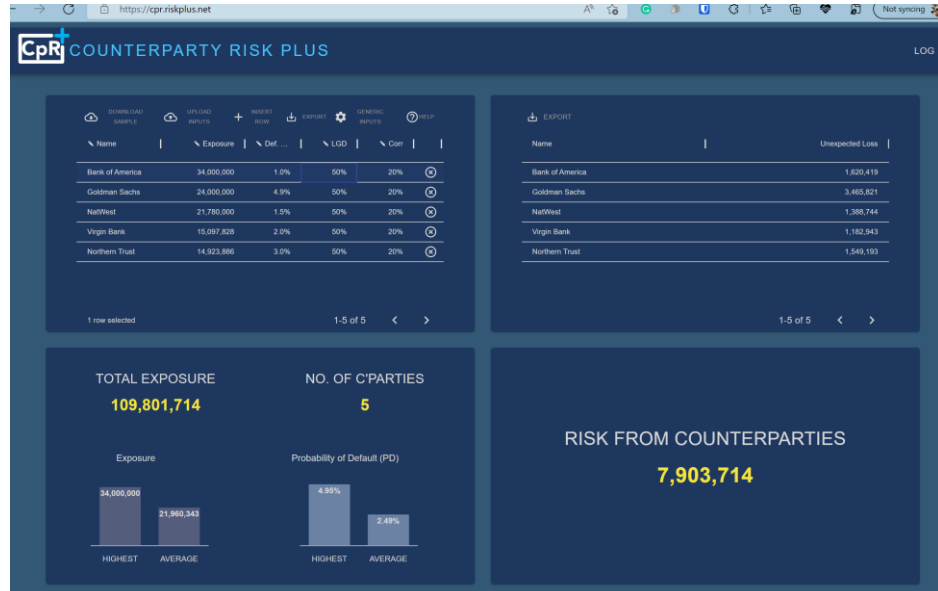 https://cpr.riskplus.net
Not syncing
CpR+ COUNTERPARTY RISK PLUS
LOG
DOWNLOAD SAMPLE
UPLOAD INPUTS
INSERT ROW
EXPORT
GENERIC INPUTS
HELP
Name Exposure Def. ... LGD Corr
Bank of America 34,000,000 1.0% 50% 20%
Goldman Sachs 24,000,000 4.9% 50% 20%
NatWest 21,780,000 1.5% 50% 20%
Virgin Bank 15,097,828 2.0% 50% 20%
Northern Trust 14,923,886 3.0% 50% 20%
1 row selected 1-5 of 5
EXPORT
Name Unexpected Loss
Bank of America 1,620,419
Goldman Sachs 3,465,821
NatWest 1,388,744
Virgin Bank 1,182,943
Northern Trust 1,549,193
1-5 of 5
TOTAL EXPOSURE
109,801,714
NO. OF C'PARTIES
5
Exposure
34,000,000
21,960,343
HIGHEST AVERAGE
Probability of Default (PD)
4.95%
2.49%
HIGHEST AVERAGE
RISK FROM COUNTERPARTIES
7,903,714